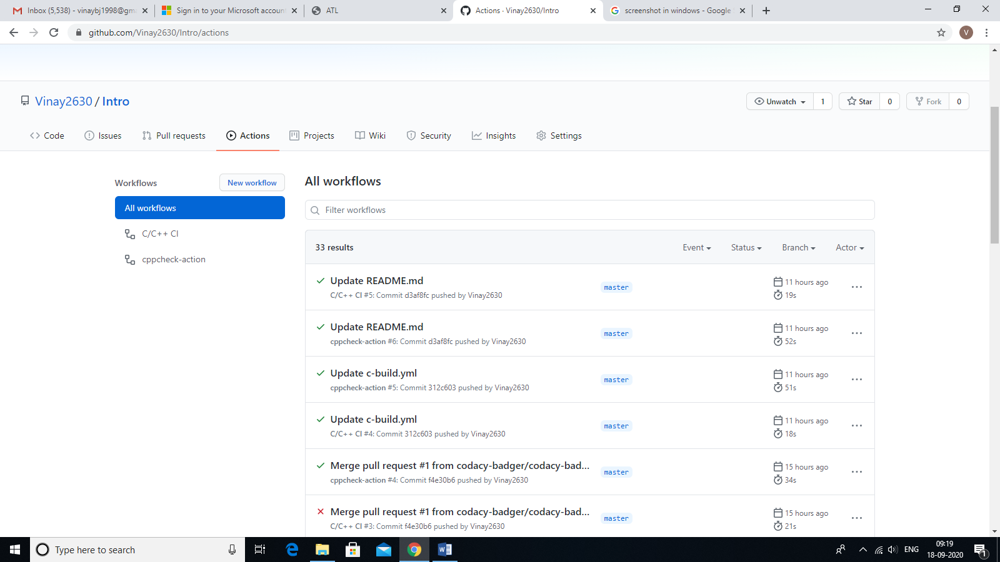 Inbox (5,538) - vinaybj1998@gma
Sign in to your Microsoft account
ATL
Actions · Vinay2630/Intro
screenshot in windows - Google
github.com/Vinay2630/Intro/actions
V
Vinay2630 / Intro
Unwatch 1
Star 0
Fork 0
Code
Issues
Pull requests
Actions
Projects
Wiki
Security
Insights
Settings
Workflows
New workflow
All workflows
C/C++ CI
cppcheck-action
All workflows
Filter workflows
33 results
Event
Status
Branch
Actor
Update README.md
C/C++ CI #5: Commit d3af8fc pushed by Vinay2630
master
11 hours ago
19s
Update README.md
cppcheck-action #6: Commit d3af8fc pushed by Vinay2630
master
11 hours ago
52s
Update c-build.yml
cppcheck-action #5: Commit 312c603 pushed by Vinay2630
master
11 hours ago
51s
Update c-build.yml
C/C++ CI #4: Commit 312c603 pushed by Vinay2630
master
11 hours ago
18s
Merge pull request #1 from codacy-badger/codacy-bad...
cppcheck-action #4: Commit f4e30b6 pushed by Vinay2630
master
15 hours ago
34s
Merge pull request #1 from codacy-badger/codacy-bad...
C/C++ CI #3: Commit f4e30b6 pushed by Vinay2630
master
15 hours ago
21s
Type here to search
ENG
09:19
18-09-2020
1